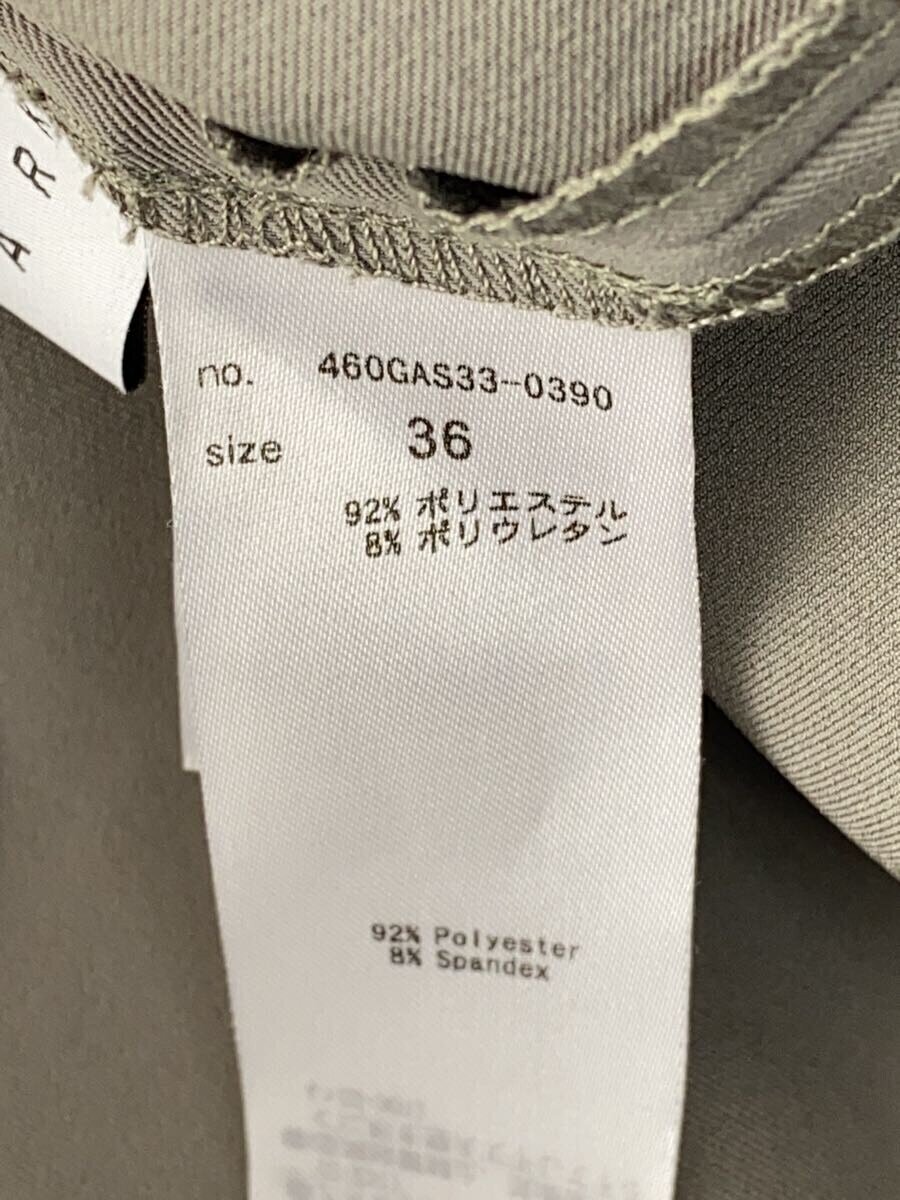 A R
no. 460GAS33-0390
size 36
92% ポリエステル
8% ポリウレタン
92% Polyester
8% Spandex